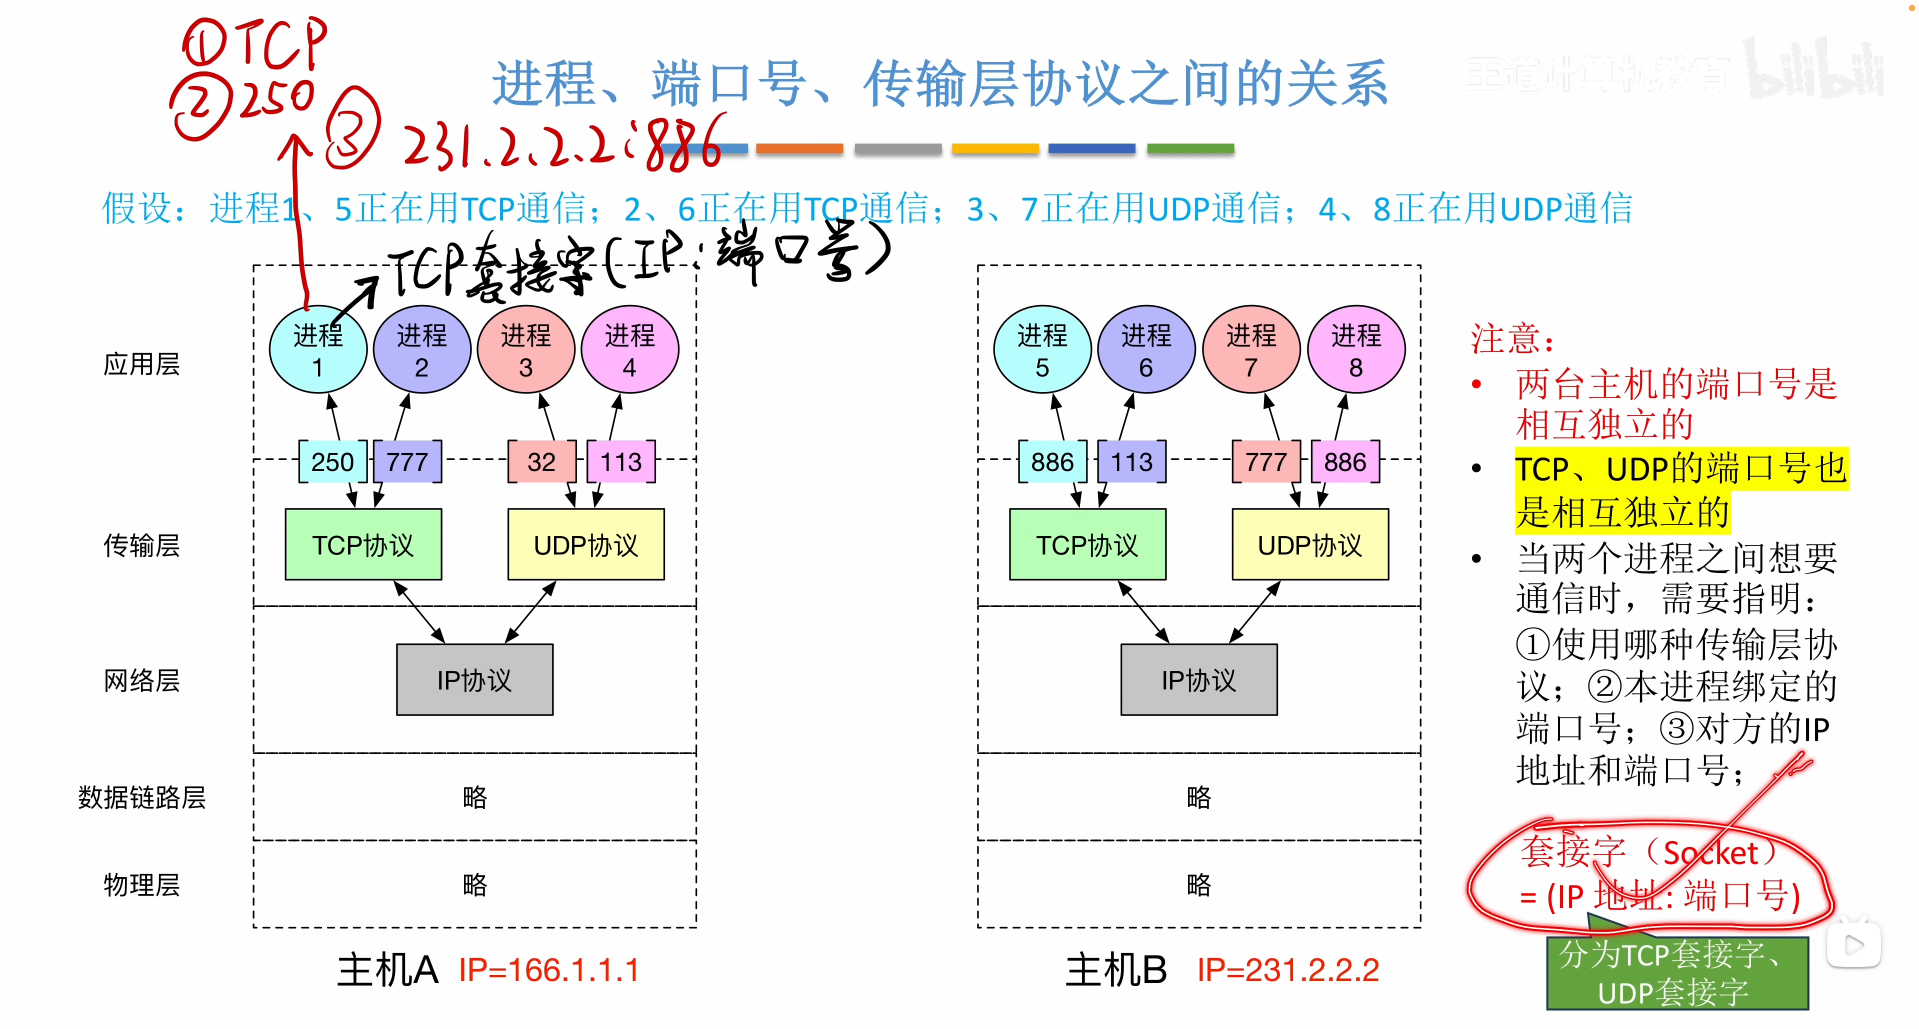 ①TCP
②250
③ 231.2.2.2:886
进程、端口号、传输层协议之间的关系
王道计算机教育 bilibili
假设：进程1、5正在用TCP通信；2、6正在用TCP通信；3、7正在用UDP通信；4、8正在用UDP通信
TCP套接字(IP:端口号)
应用层
进程
1
进程
2
进程
3
进程
4
250
777
32
113
传输层
TCP协议
UDP协议
网络层
IP协议
数据链路层
略
物理层
略
主机A IP=166.1.1.1
进程
5
进程
6
进程
7
进程
8
886
113
777
886
TCP协议
UDP协议
IP协议
略
略
主机B IP=231.2.2.2
注意：
• 两台主机的端口号是
相互独立的
• TCP、UDP的端口号也
是相互独立的
• 当两个进程之间想要
通信时，需要指明：
①使用哪种传输层协
议；②本进程绑定的
端口号；③对方的IP
地址和端口号；
套接字（Socket）
= (IP 地址: 端口号)
分为TCP套接字、
UDP套接字